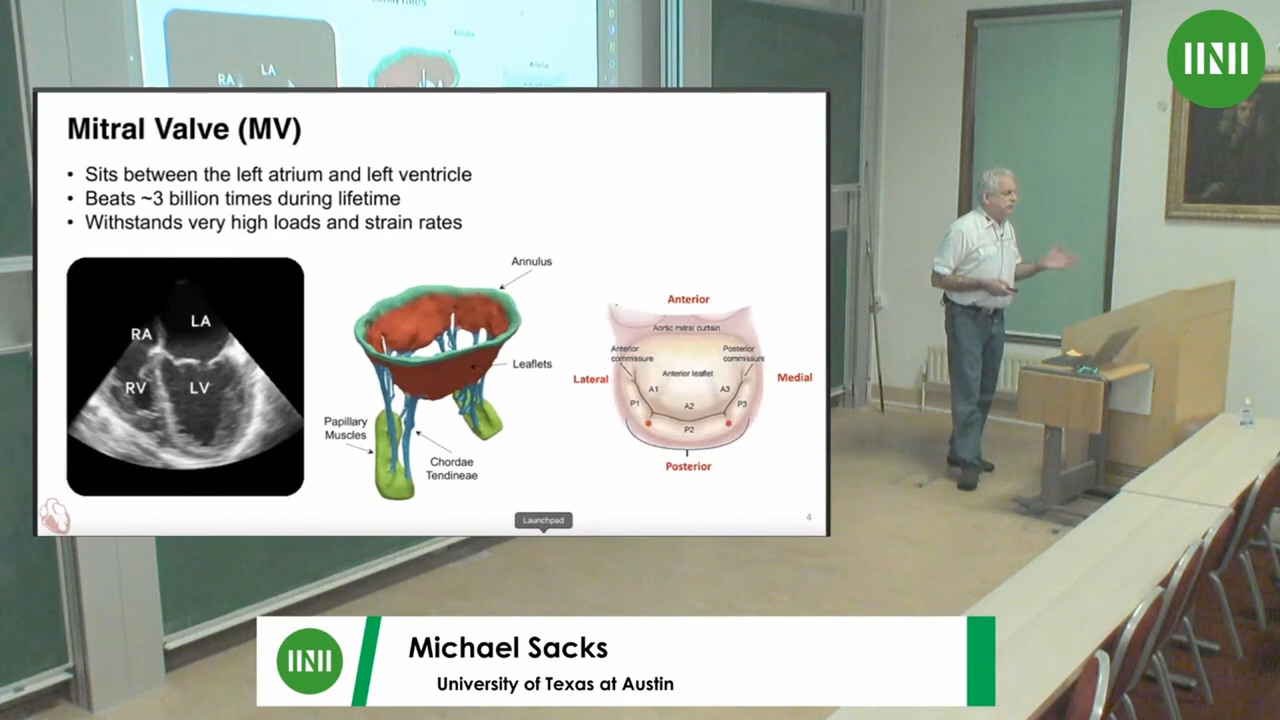 RA
LA
Mitral Valve (MV)
• Sits between the left atrium and left ventricle
• Beats ~3 billion times during lifetime
• Withstands very high loads and strain rates
RA
LA
RV
LV
Annulus
Leaflets
Papillary
Muscles
Chordae
Tendineae
Anterior
Aortic mitral curtain
Anterior
commissure
Posterior
commissure
Anterior leaflet
Lateral
Medial
A1
A3
P1
A2
P3
P2
Posterior
Launchpad
4
Michael Sacks
University of Texas at Austin